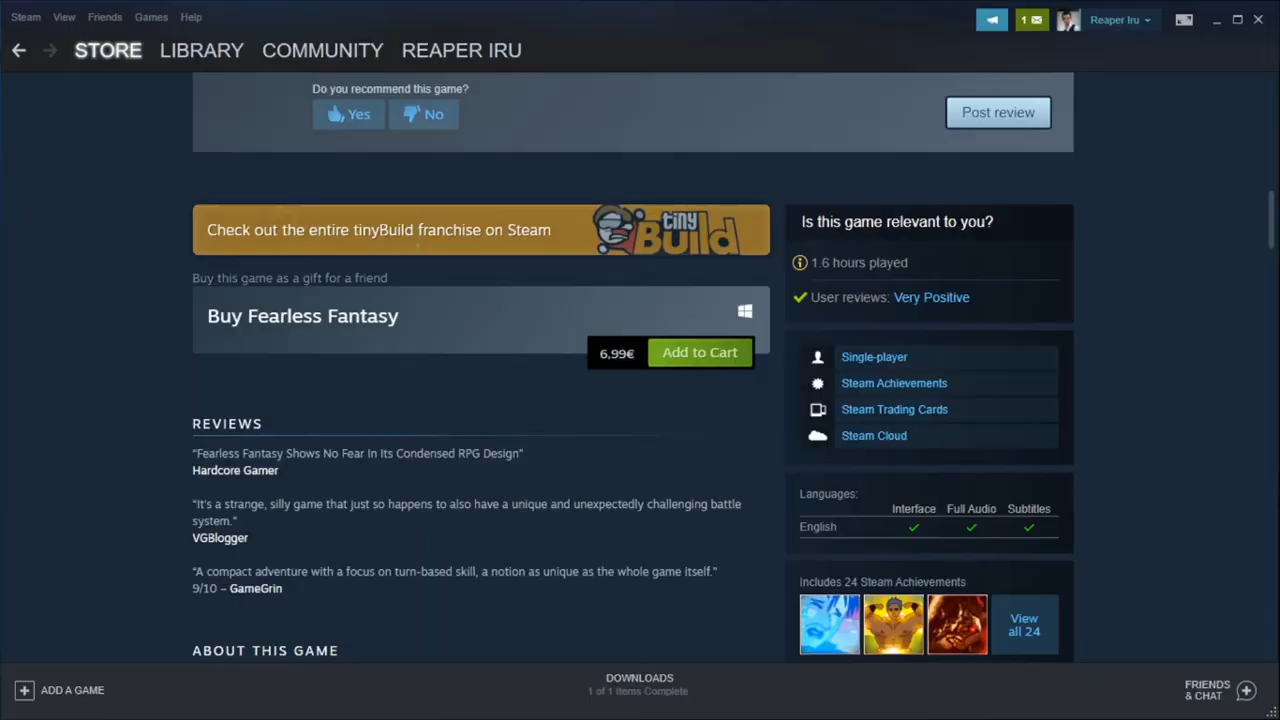 Steam View Friends Games Help
1
Reaper Iru
STORE LIBRARY COMMUNITY REAPER IRU
Do you recommend this game?
Yes No
Post review
Check out the entire tinyBuild franchise on Steam
tiny
Build
Buy this game as a gift for a friend
Buy Fearless Fantasy
6,99€ Add to Cart
REVIEWS
“Fearless Fantasy Shows No Fear In Its Condensed RPG Design”
Hardcore Gamer
“It's a strange, silly game that just so happens to also have a unique and unexpectedly challenging battle
system.”
VGBlogger
“A compact adventure with a focus on turn-based skill, a notion as unique as the whole game itself.”
9/10 – GameGrin
ABOUT THIS GAME
Is this game relevant to you?
1.6 hours played
User reviews: Very Positive
Single-player
Steam Achievements
Steam Trading Cards
Steam Cloud
Languages:
Interface Full Audio Subtitles
English
Includes 24 Steam Achievements
View
all 24
ADD A GAME
DOWNLOADS
1 of 1 Items Complete
FRIENDS
& CHAT